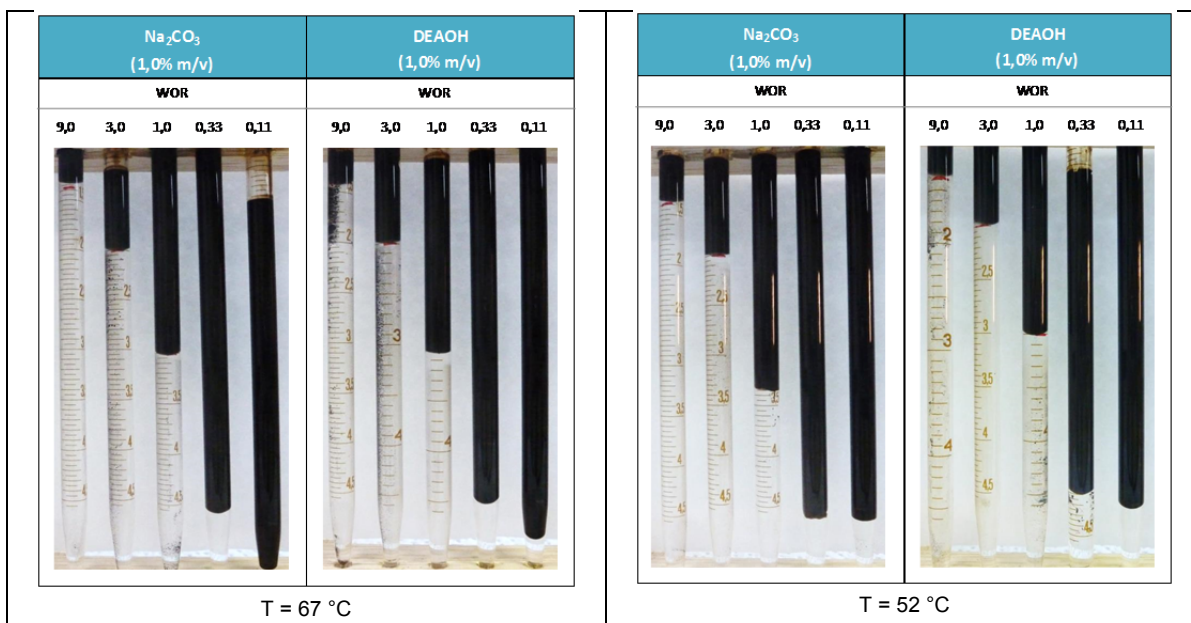 Na₂CO₃
(1,0% m/v)
DEAOH
(1,0% m/v)
WOR
WOR
9,0 3,0 1,0 0,33 0,11
9,0 3,0 1,0 0,33 0,11
T = 67 °C
Na₂CO₃
(1,0% m/v)
DEAOH
(1,0% m/v)
WOR
WOR
9,0 3,0 1,0 0,33 0,11
9,0 3,0 1,0 0,33 0,11
T = 52 °C